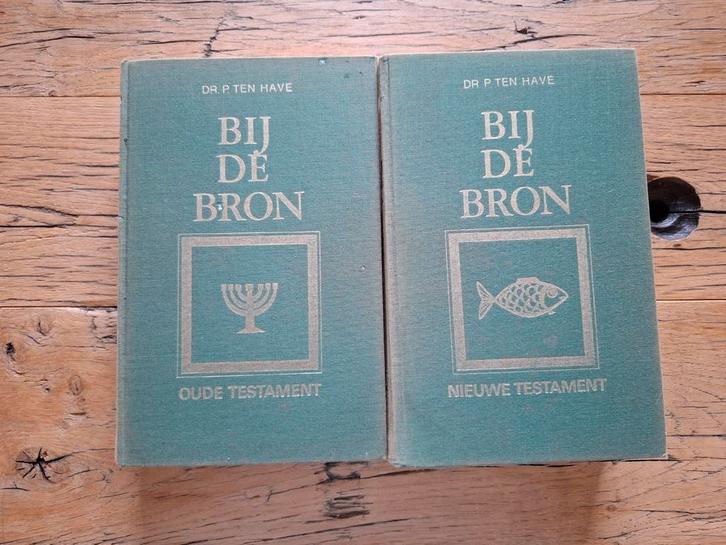 DR. P. TEN HAVE
BIJ
DE
BRON
OUDE TESTAMENT
DR. P. TEN HAVE
BIJ
DE
BRON
NIEUWE TESTAMENT